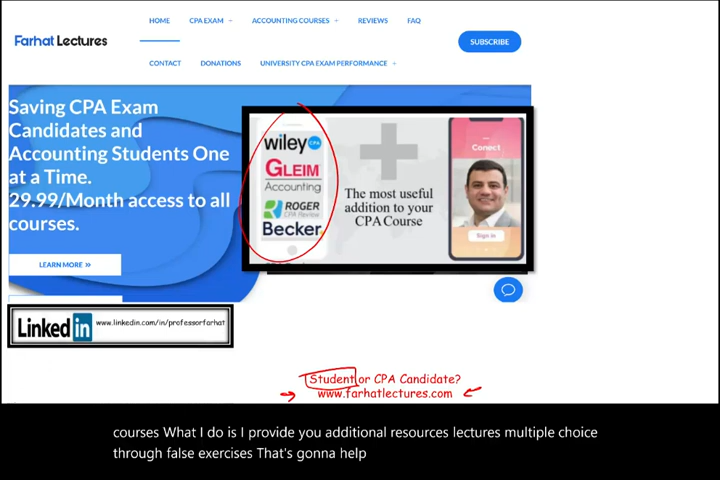 HOME
CPA EXAM
ACCOUNTING COURSES
REVIEWS
FAQ
Farhat Lectures
SUBSCRIBE
CONTACT
DONATIONS
UNIVERSITY CPA EXAM PERFORMANCE
Saving CPA Exam
Candidates and
Accounting Students One
at a Time.
29.99/Month access to all
courses.
LEARN MORE »
wiley CPA
GLEIM
Accounting
ROGER
CPA Review
Becker.
The most useful
addition to your
CPA Course
Conect
Sign in
Linked in www.linkedin.com/in/professorfarhat
Student or CPA Candidate?
www.farhatlectures.com
courses What I do is I provide you additional resources lectures multiple choice
through false exercises That's gonna help